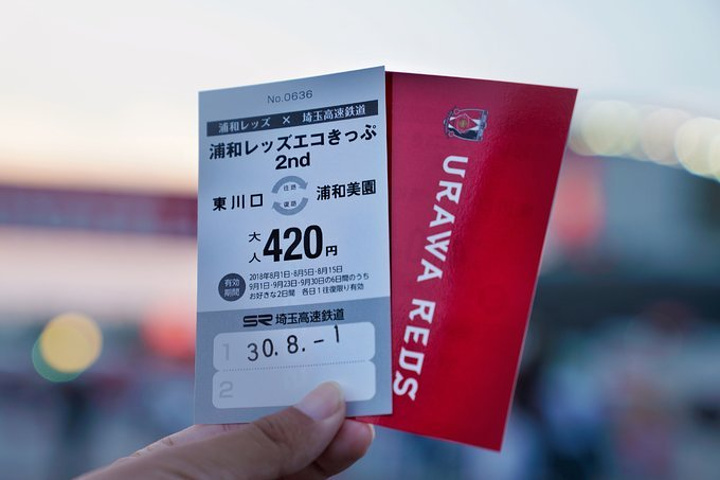 No.0636
浦和レッズ × 埼玉高速鉄道
浦和レッズエコきっぷ
2nd
東川口 往路 復路 浦和美園
大人 420円
有効期間
2018年8月1日・8月5日・8月15日
9月1日・9月23日・9月30日の6日間のうち
お好きな2日間 各日1往復限り有効
SR 埼玉高速鉄道
1 30.8.-1
2
URAWA REDS